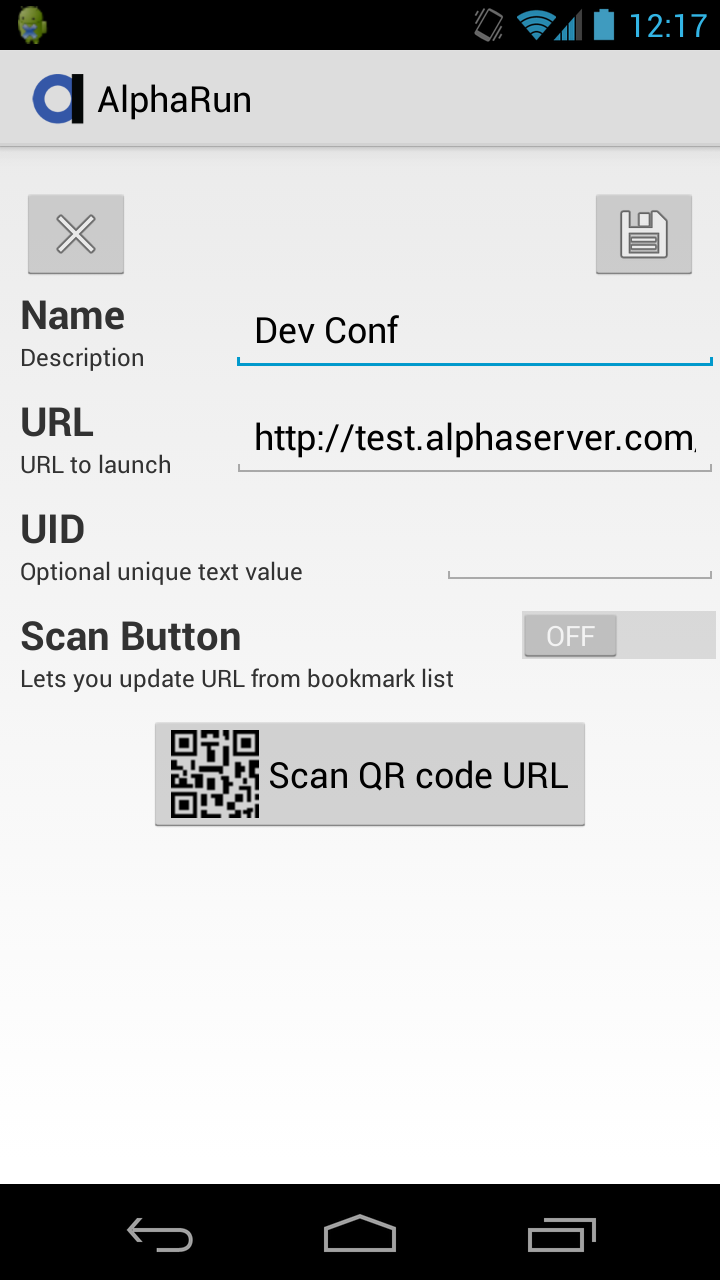 12:17
AlphaRun
Name
Dev Conf
Description
URL
http://test.alphaserver.com/
URL to launch
UID
Optional unique text value
Scan Button
OFF
Lets you update URL from bookmark list
Scan QR code URL